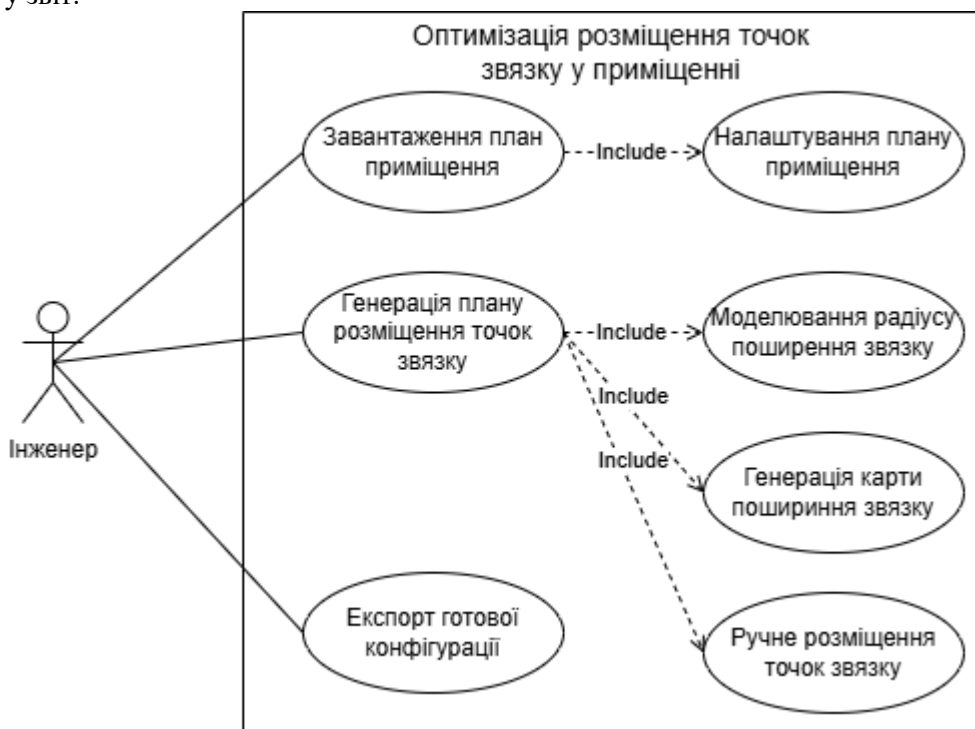 у звіт.
Оптимізація розміщення точок
звязку у приміщенні
Завантаження план
приміщення
Include
Налаштування плану
приміщення
Генерація плану
розміщення точок
звязку
Include
Моделювання радіусу
поширення звязку
Include
Include
Генерація карти
пошириння звязку
Інженер
Експорт готової
конфігурації
Ручне розміщення
точок звязку